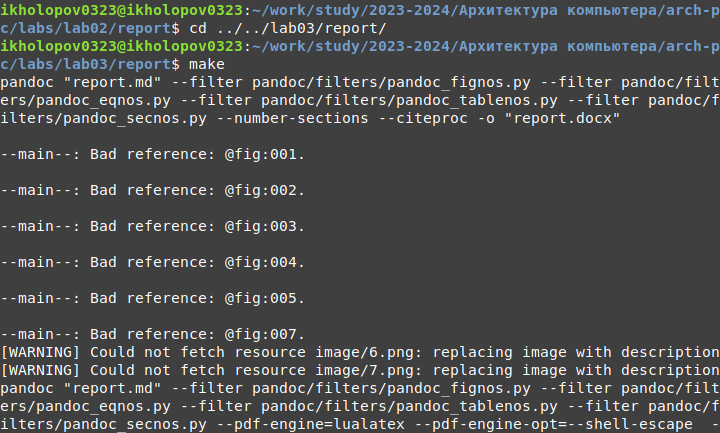 ikholopov0323@ikholopov0323:~/work/study/2023-2024/Архитектура компьютера/arch-p
c/labs/lab02/report$ cd ../../lab03/report/
ikholopov0323@ikholopov0323:~/work/study/2023-2024/Архитектура компьютера/arch-p
c/labs/lab03/report$ make
pandoc "report.md" --filter pandoc/filters/pandoc_fignos.py --filter pandoc/filt
ers/pandoc_eqnos.py --filter pandoc/filters/pandoc_tablenos.py --filter pandoc/f
ilters/pandoc_secnos.py --number-sections --citeproc -o "report.docx"
--main--: Bad reference: @fig:001.
--main--: Bad reference: @fig:002.
--main--: Bad reference: @fig:003.
--main--: Bad reference: @fig:004.
--main--: Bad reference: @fig:005.
--main--: Bad reference: @fig:007.
[WARNING] Could not fetch resource image/6.png: replacing image with description
[WARNING] Could not fetch resource image/7.png: replacing image with description
pandoc "report.md" --filter pandoc/filters/pandoc_fignos.py --filter pandoc/filt
ers/pandoc_eqnos.py --filter pandoc/filters/pandoc_tablenos.py --filter pandoc/f
ilters/pandoc_secnos.py --pdf-engine=lualatex --pdf-engine-opt=--shell-escape  -